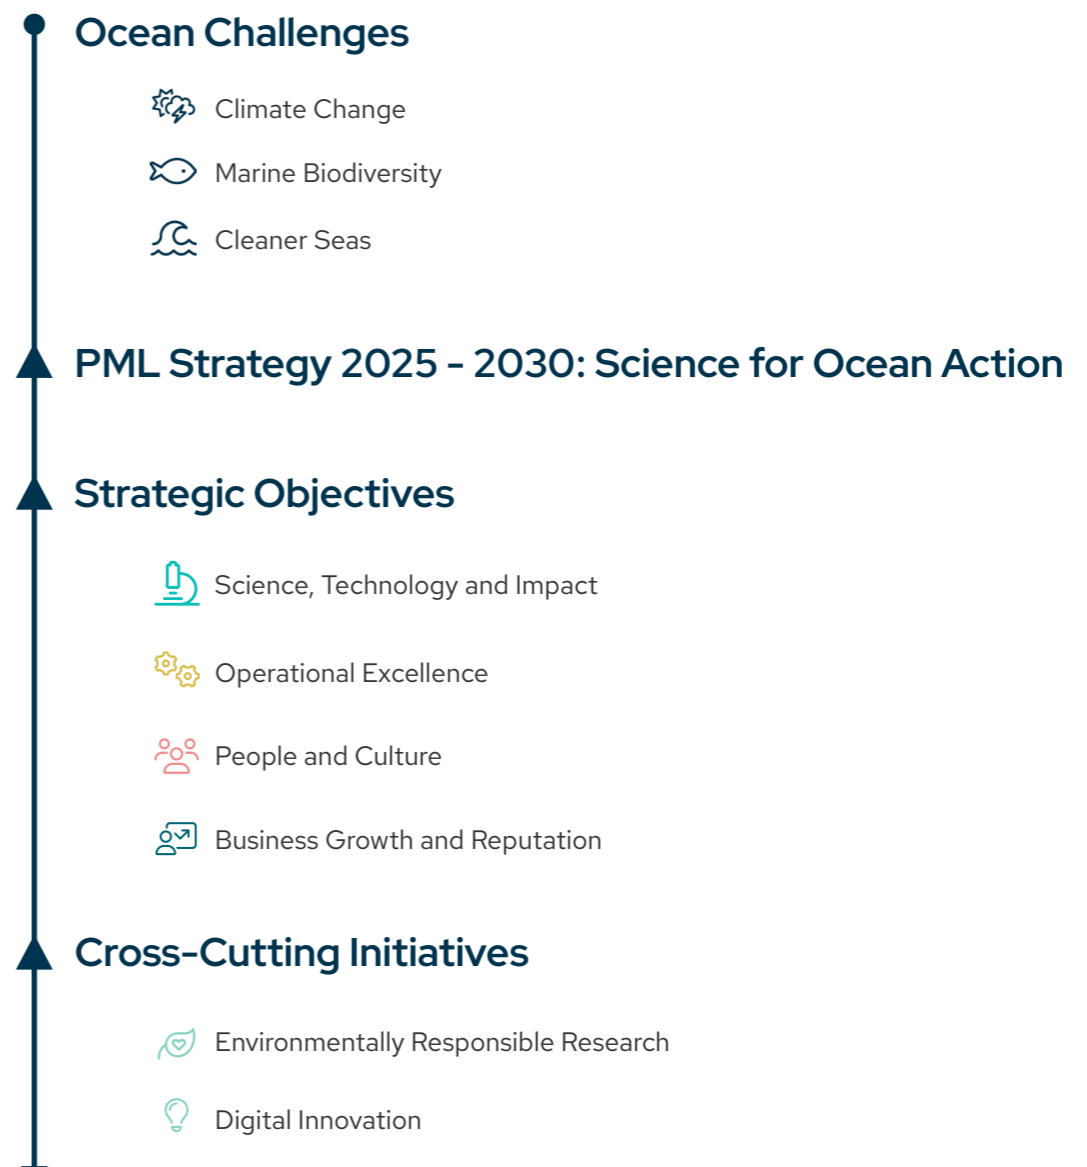 Ocean Challenges
Climate Change
Marine Biodiversity
Cleaner Seas
PML Strategy 2025 - 2030: Science for Ocean Action
Strategic Objectives
Science, Technology and Impact
Operational Excellence
People and Culture
Business Growth and Reputation
Cross-Cutting Initiatives
Environmentally Responsible Research
Digital Innovation